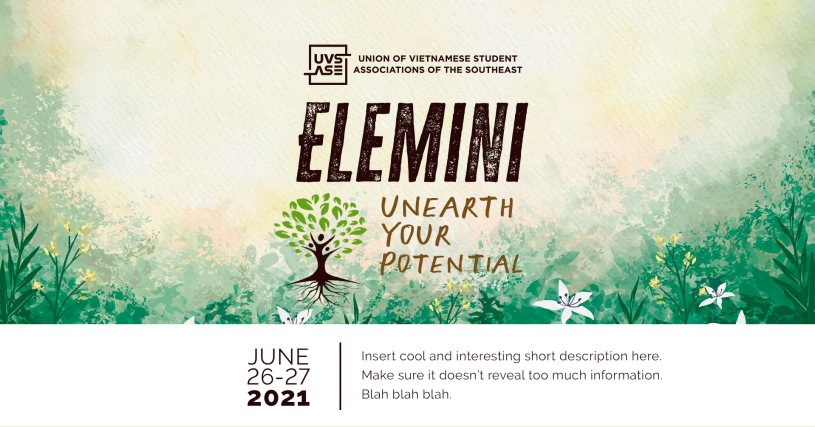 UVS
ASE
UNION OF VIETNAMESE STUDENT
ASSOCIATIONS OF THE SOUTHEAST
ELEMINI
UNEARTH
YOUR
POTENTIAL
JUNE
26-27
2021
Insert cool and interesting short description here.
Make sure it doesn't reveal too much information.
Blah blah blah.